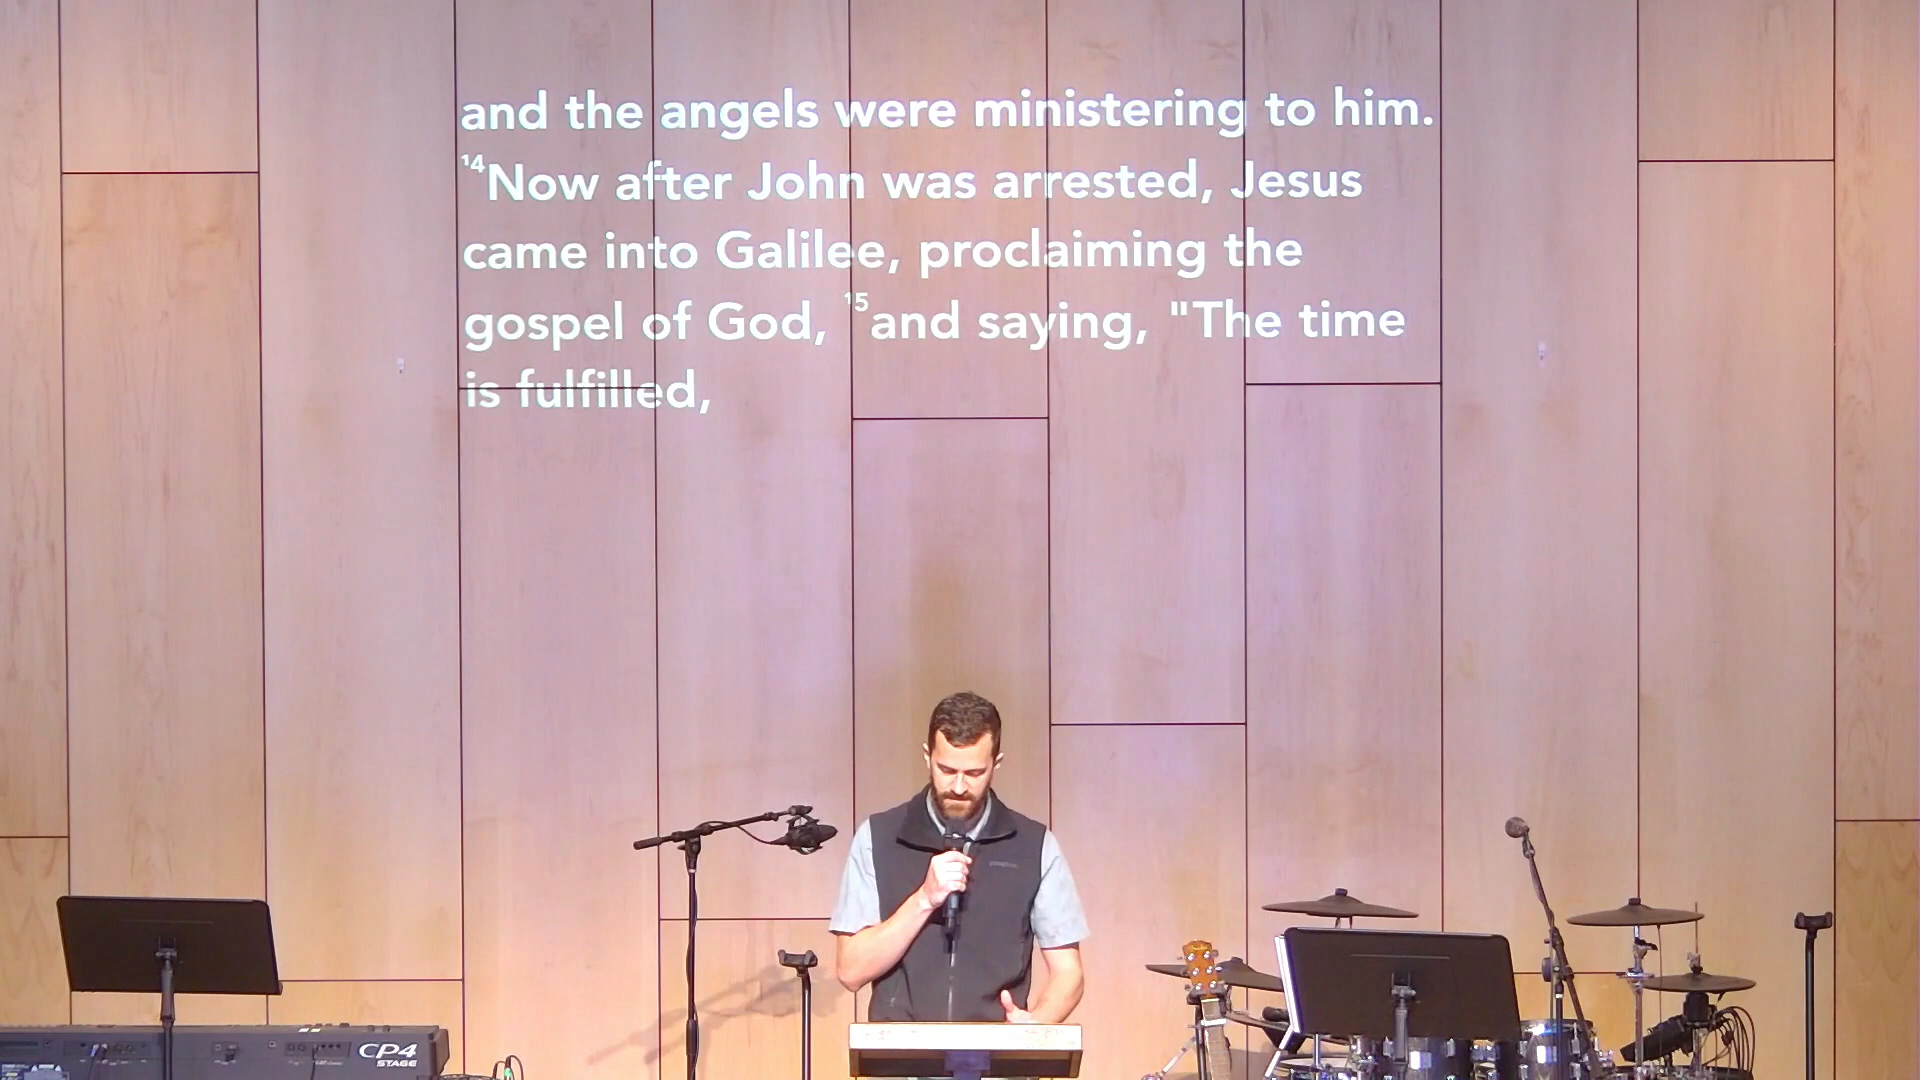 and the angels were ministering to him.
¹⁴Now after John was arrested, Jesus
came into Galilee, proclaiming the
gospel of God, ¹⁵and saying, "The time
is fulfilled,
CP4
STAGE